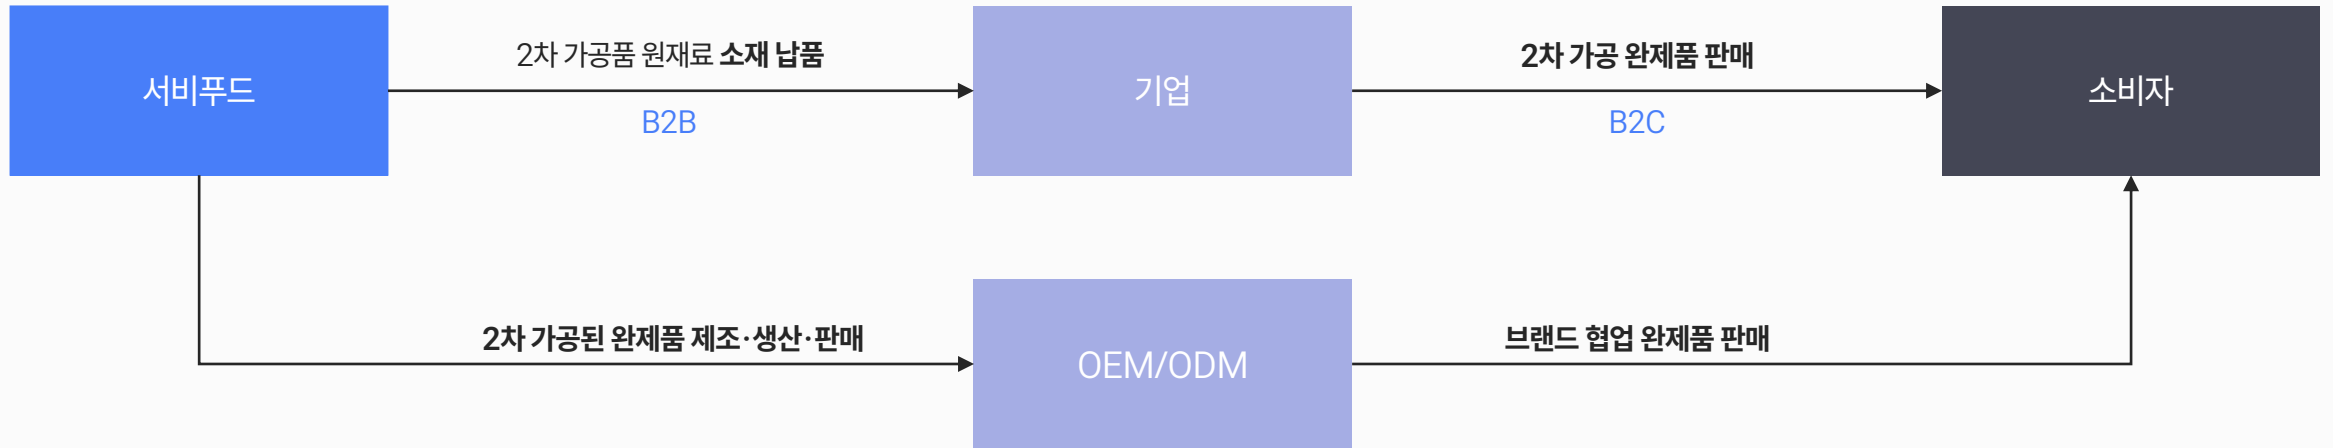 서비푸드
2차 가공품 원재료 소재 납품
B2B
기업
2차 가공 완제품 판매
B2C
소비자
2차 가공된 완제품 제조·생산·판매
OEM/ODM
브랜드 협업 완제품 판매